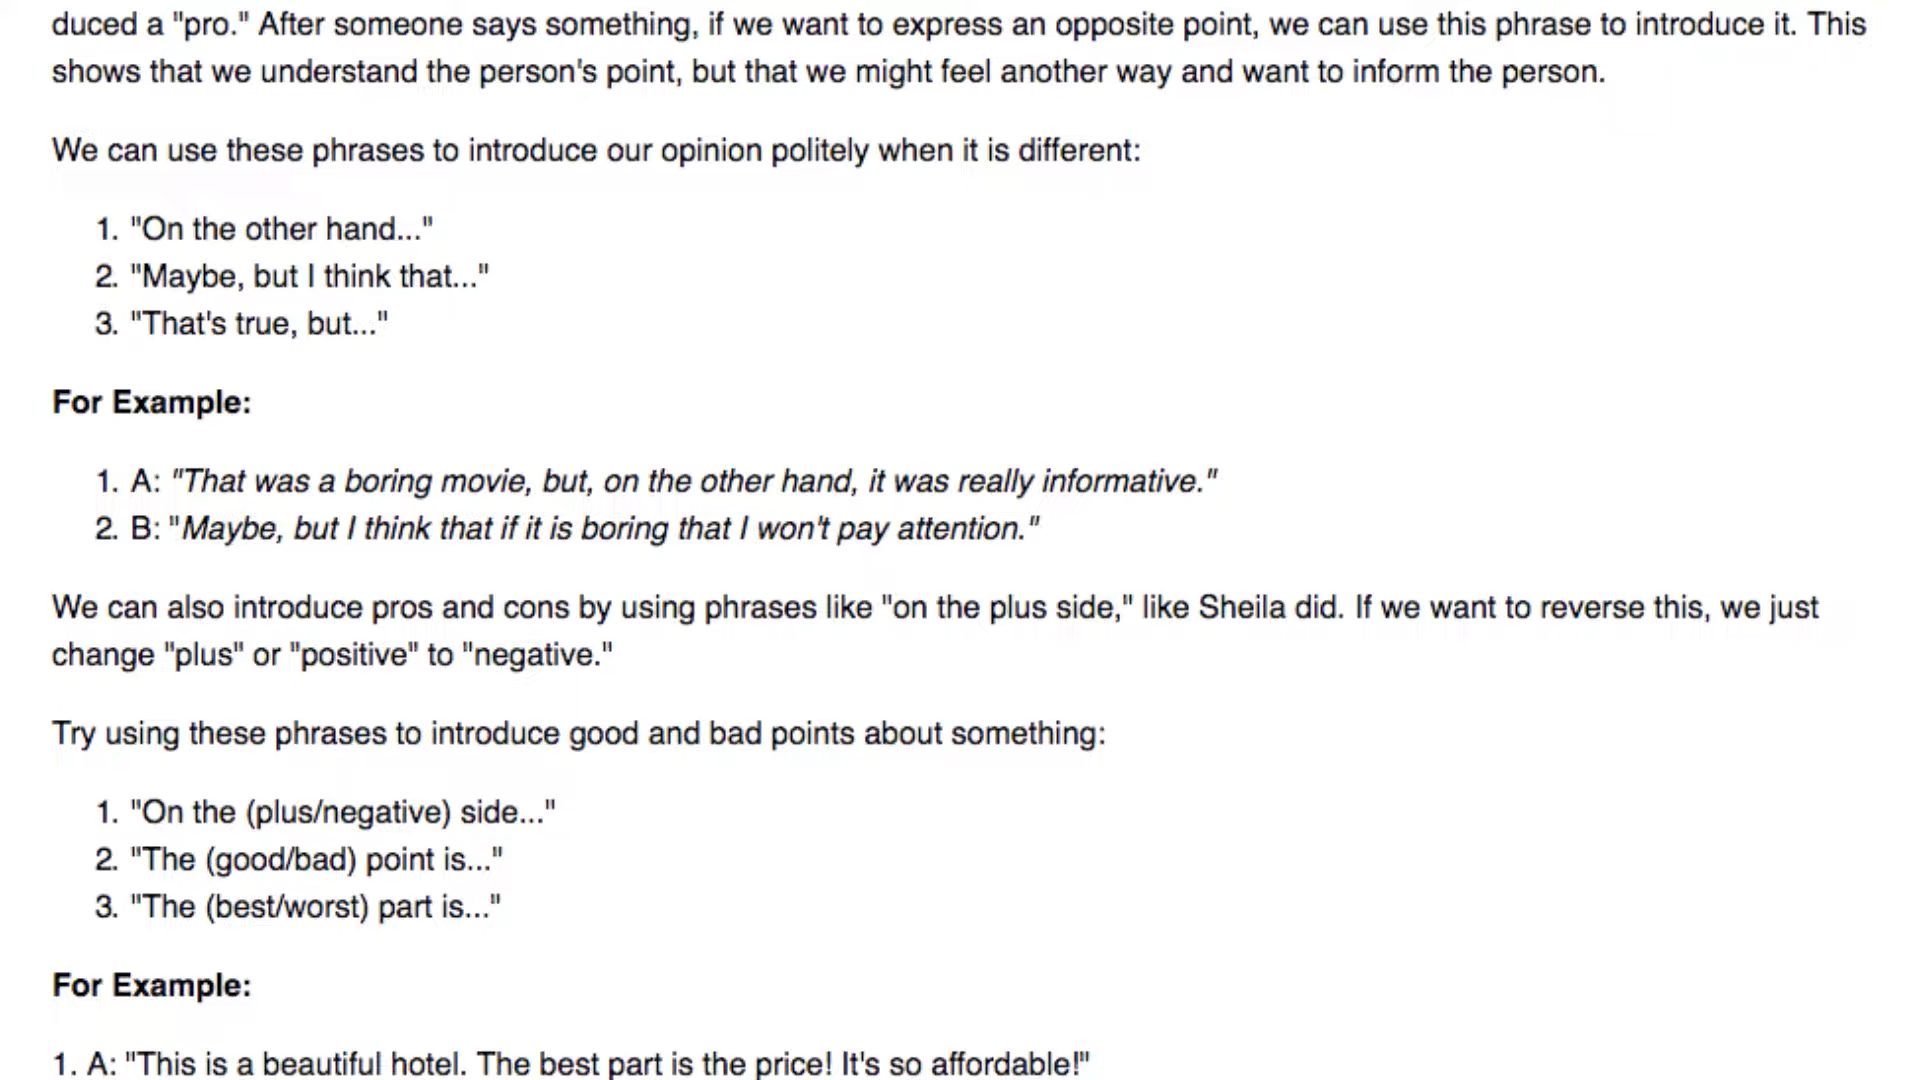 duced a "pro." After someone says something, if we want to express an opposite point, we can use this phrase to introduce it. This
shows that we understand the person's point, but that we might feel another way and want to inform the person.
We can use these phrases to introduce our opinion politely when it is different:
1. "On the other hand..."
2. "Maybe, but I think that..."
3. "That's true, but..."
For Example:
1. A: "That was a boring movie, but, on the other hand, it was really informative."
2. B: "Maybe, but I think that if it is boring that I won't pay attention."
We can also introduce pros and cons by using phrases like "on the plus side," like Sheila did. If we want to reverse this, we just
change "plus" or "positive" to "negative."
Try using these phrases to introduce good and bad points about something:
1. "On the (plus/negative) side..."
2. "The (good/bad) point is..."
3. "The (best/worst) part is..."
For Example:
1. A: "This is a beautiful hotel. The best part is the price! It's so affordable!"